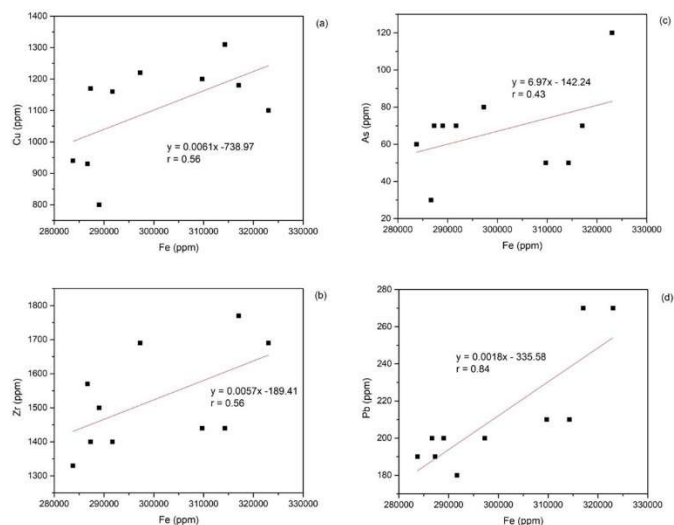 (a)
1400
1300
1200
1100
1000
900
800
Cu (ppm)
y = 0.0061x -738.97
r = 0.56
280000 290000 300000 310000 320000 330000
Fe (ppm)
(c)
120
100
80
60
40
20
As (ppm)
y = 6.97x - 142.24
r = 0.43
280000 290000 300000 310000 320000 330000
Fe (ppm)
(b)
1800
1700
1600
1500
1400
1300
Zr (ppm)
y = 0.0057x -189.41
r = 0.56
280000 290000 300000 310000 320000 330000
Fe (ppm)
(d)
280
260
240
220
200
180
Pb (ppm)
y = 0.0018x - 335.58
r = 0.84
280000 290000 300000 310000 320000 330000
Fe (ppm)